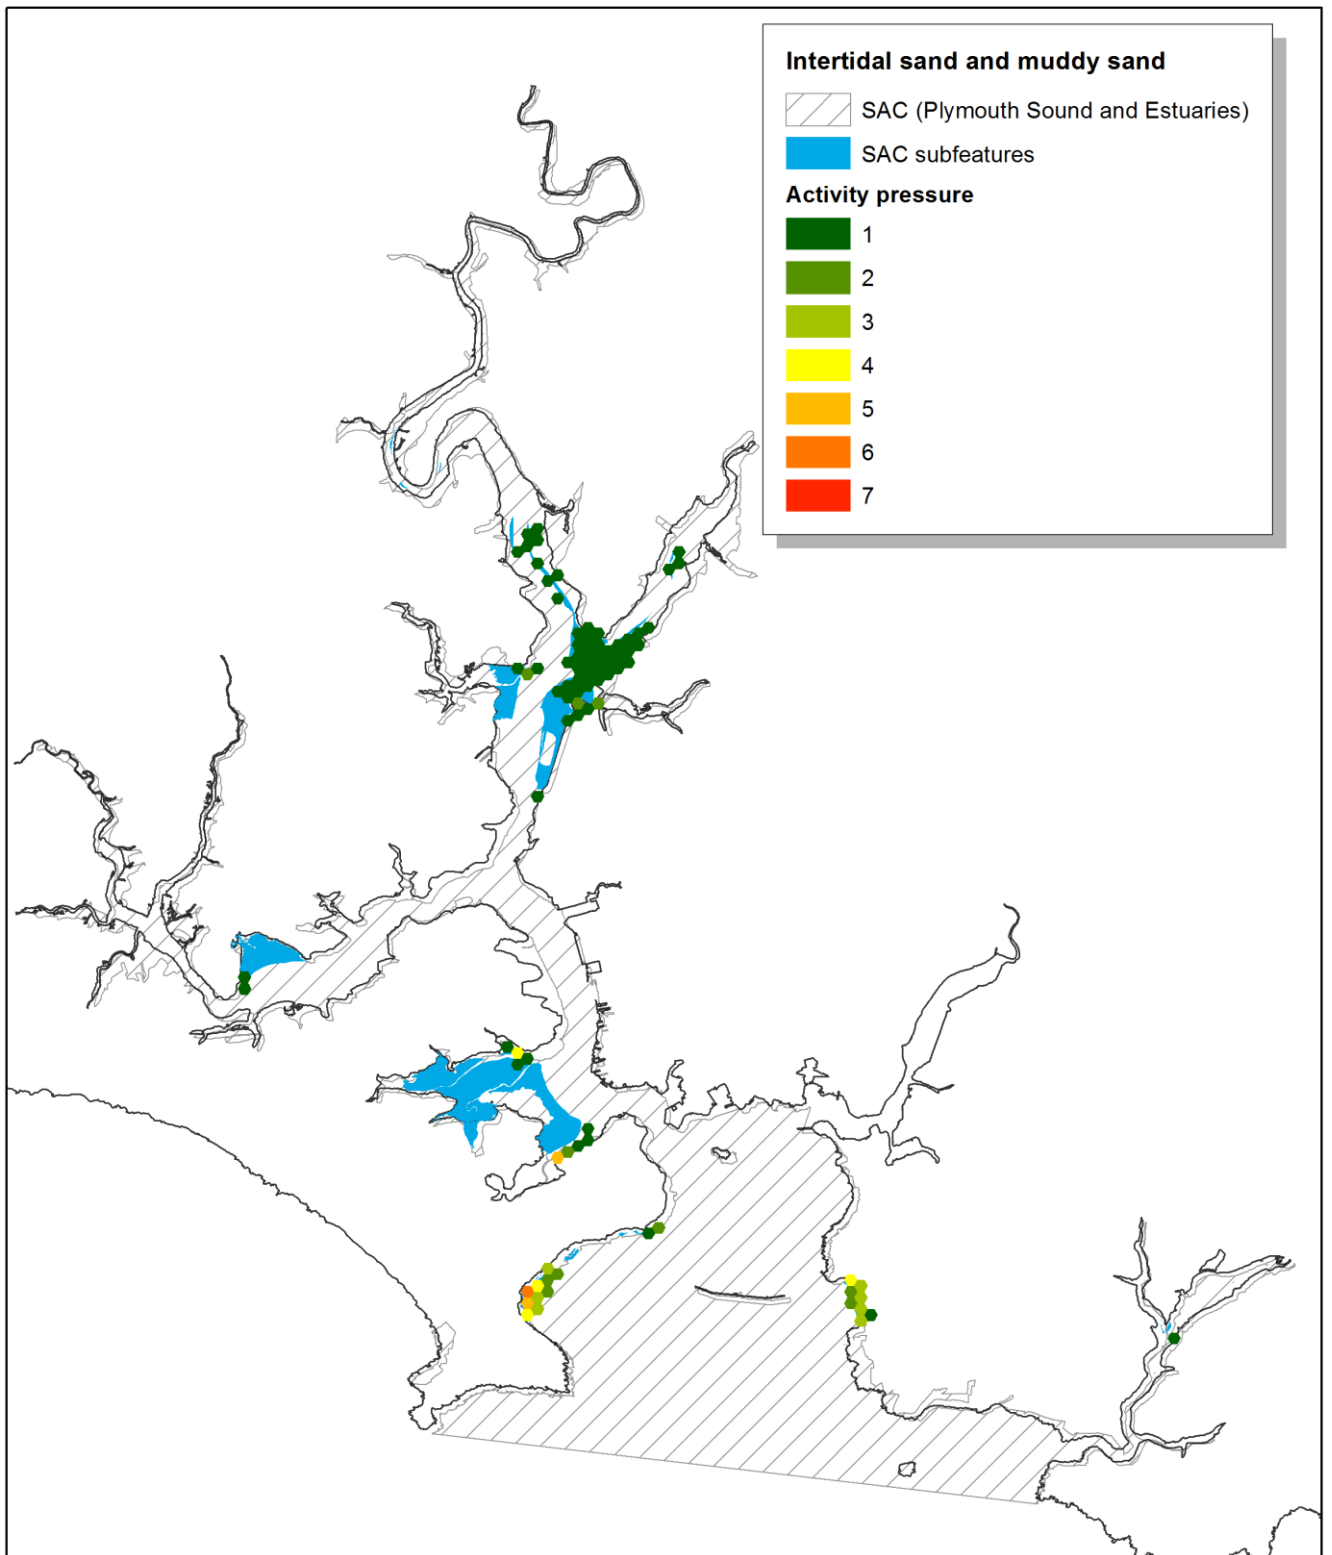 Intertidal sand and muddy sand
SAC (Plymouth Sound and Estuaries)
SAC subfeatures
Activity pressure
1
2
3
4
5
6
7